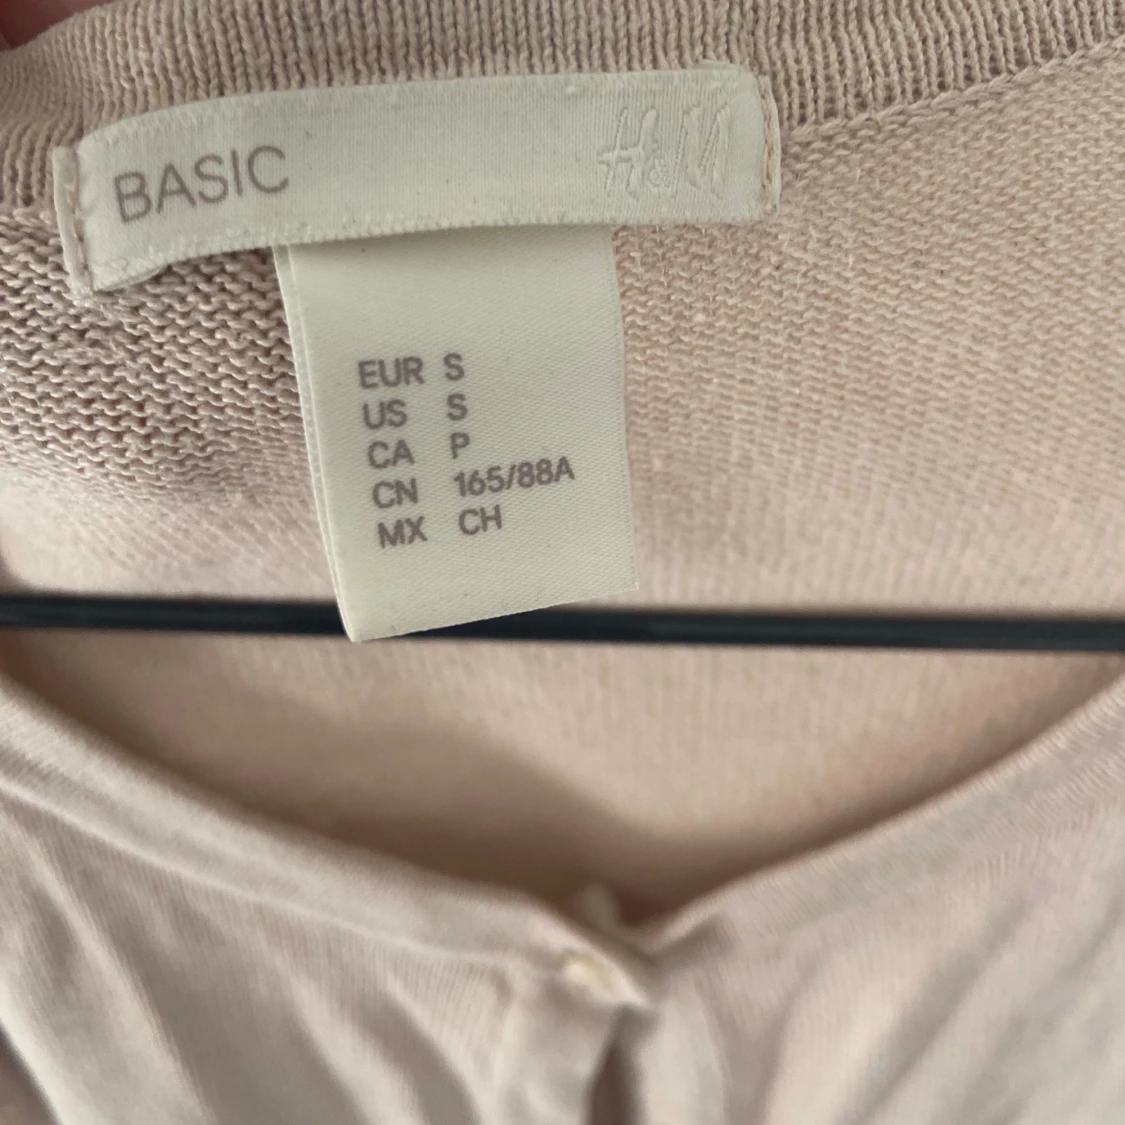 BASIC H&M
EUR S
US S
CA P
CN 165/88A
MX CH